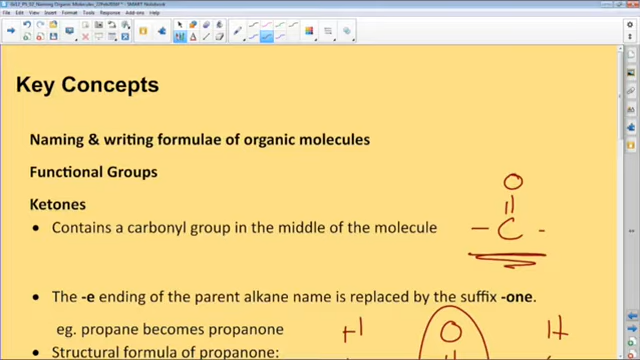 Key Concepts
Naming & writing formulae of organic molecules
Functional Groups
Ketones
• Contains a carbonyl group in the middle of the molecule
O
- C -
• The -e ending of the parent alkane name is replaced by the suffix -one.
eg. propane becomes propanone
H O H
• Structural formula of propanone:
File Edit View Insert Format Tools Add-ons Response Help